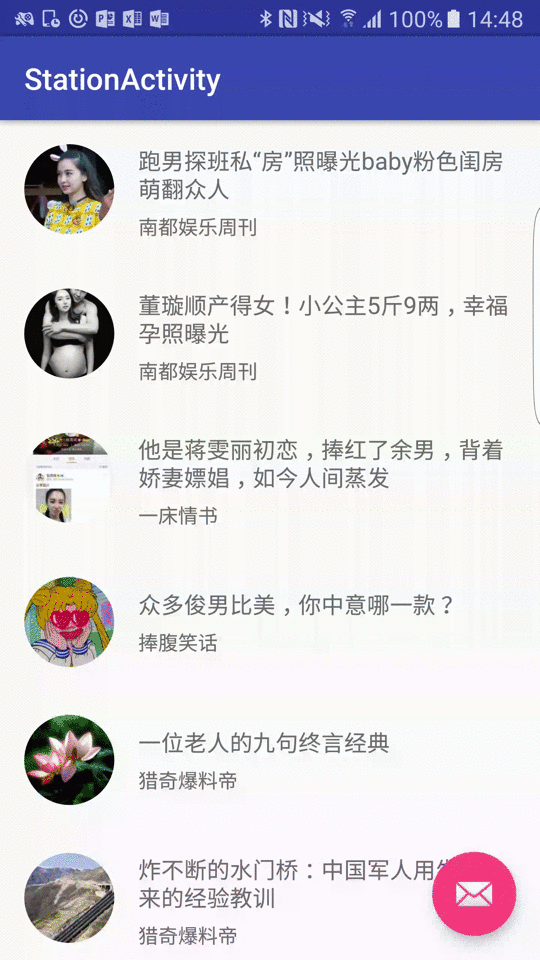 100% 14:48
StationActivity
跑男探班私“房”照曝光baby粉色闺房
萌翻众人
南都娱乐周刊
董璇顺产得女！小公主5斤9两，幸福
孕照曝光
南都娱乐周刊
他是蒋雯丽初恋，捧红了余男，背着
娇妻嫖娼，如今人间蒸发
一床情书
众多俊男比美，你中意哪一款？
捧腹笑话
一位老人的九句终言经典
猎奇爆料帝
炸不断的水门桥：中国军人用
来的经验教训
猎奇爆料帝